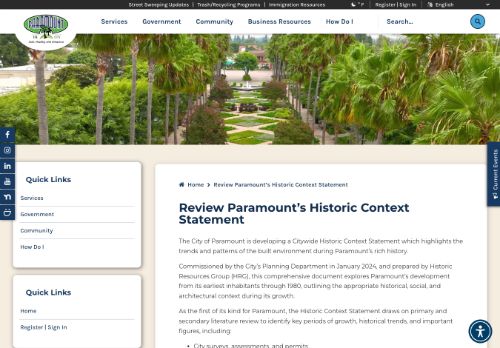 Street Sweeping Updates | Trash/Recycling Programs | Immigration Resources
°F
Register | Sign In
English
PARAMOUNT
Services
Government
Community
Business Resources
How Do I
Search...
Current Events
Quick Links
Services
Government
Community
How Do I
Quick Links
Home
Register | Sign In
Home > Review Paramount's Historic Context Statement
Review Paramount's Historic Context
Statement
The City of Paramount is developing a Citywide Historic Context Statement which highlights the
trends and patterns of the built environment during Paramount's rich history.
Commissioned by the City's Planning Department in January 2024, and prepared by Historic
Resources Group (HRG), this comprehensive document explores Paramount's development
from its earliest inhabitants through 1980, outlining the appropriate historical, social, and
architectural context during its growth.
As the first of its kind for Paramount, the Historic Context Statement draws on primary and
secondary literature review to identify key periods of growth, historical trends, and important
figures, including:
• City surveys, assessments, and permits